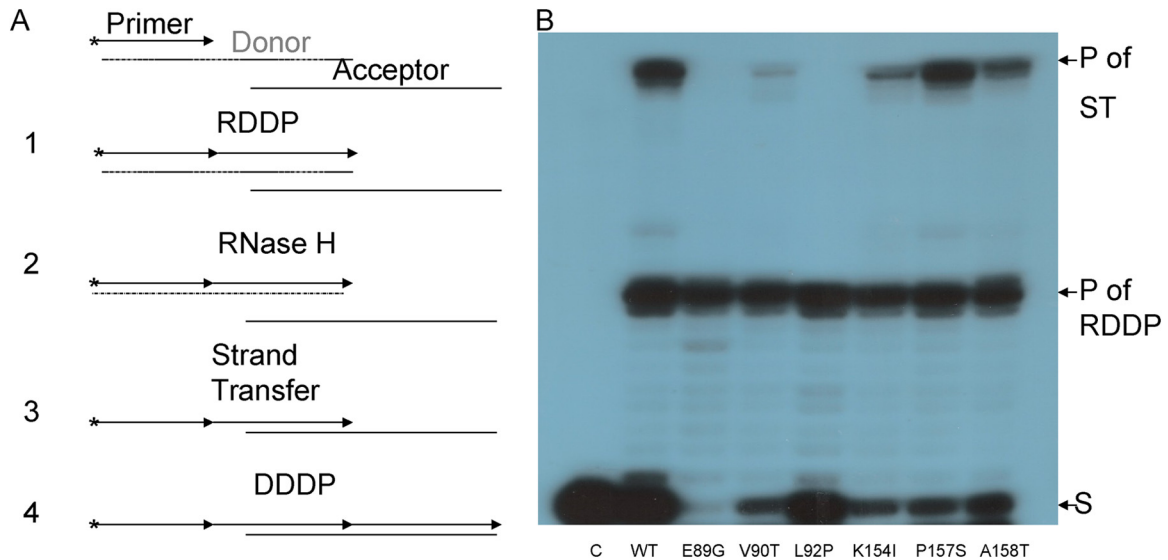 A
Primer
*
Donor
Acceptor
1
RDDP
*
2
RNase H
*
3
Strand
Transfer
*
4
DDDP
*
B
P of
ST
P of
RDDP
S
C WT E89G V90T L92P K154I P157S A158T